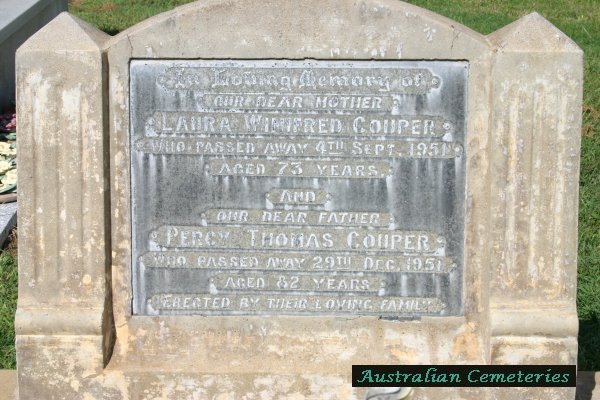 In Loving Memory of
OUR DEAR MOTHER
LAURA WINIFRED COUPER
WHO PASSED AWAY 4TH SEPT. 1951
AGED 73 YEARS.
AND
OUR DEAR FATHER
PERCY THOMAS COUPER
WHO PASSED AWAY 29TH DEC. 1951
AGED 82 YEARS
ERECTED BY THEIR LOVING FAMILY
Australian Cemeteries